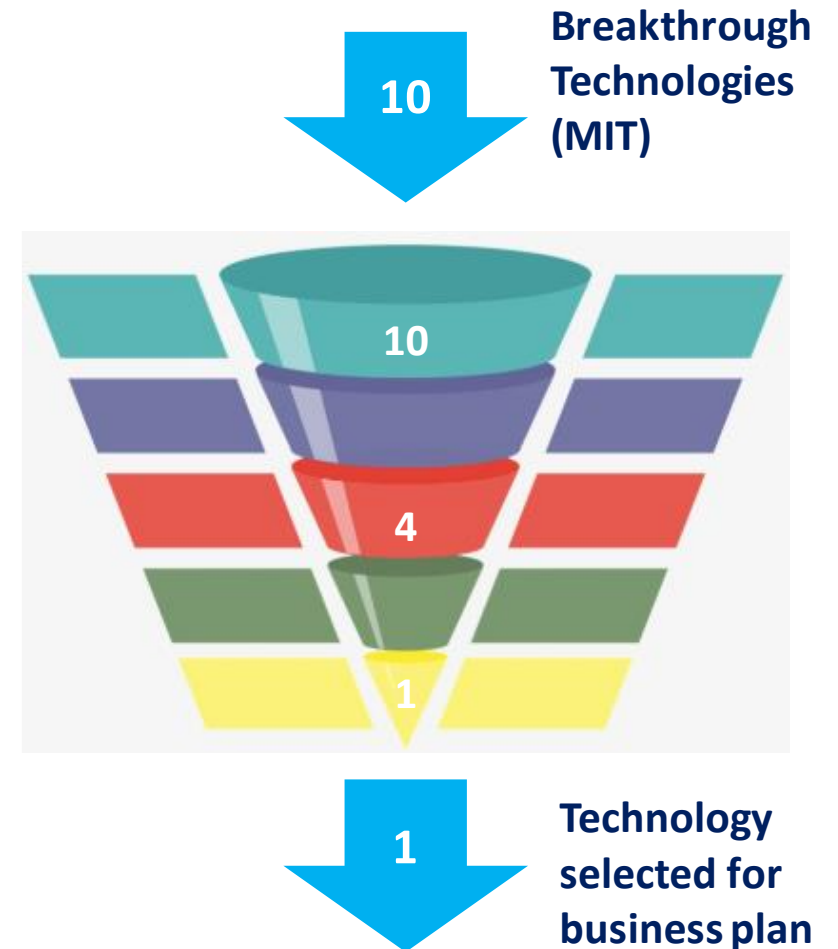 Breakthrough
Technologies
(MIT)
10
10
4
1
1
Technology
selected for
business plan